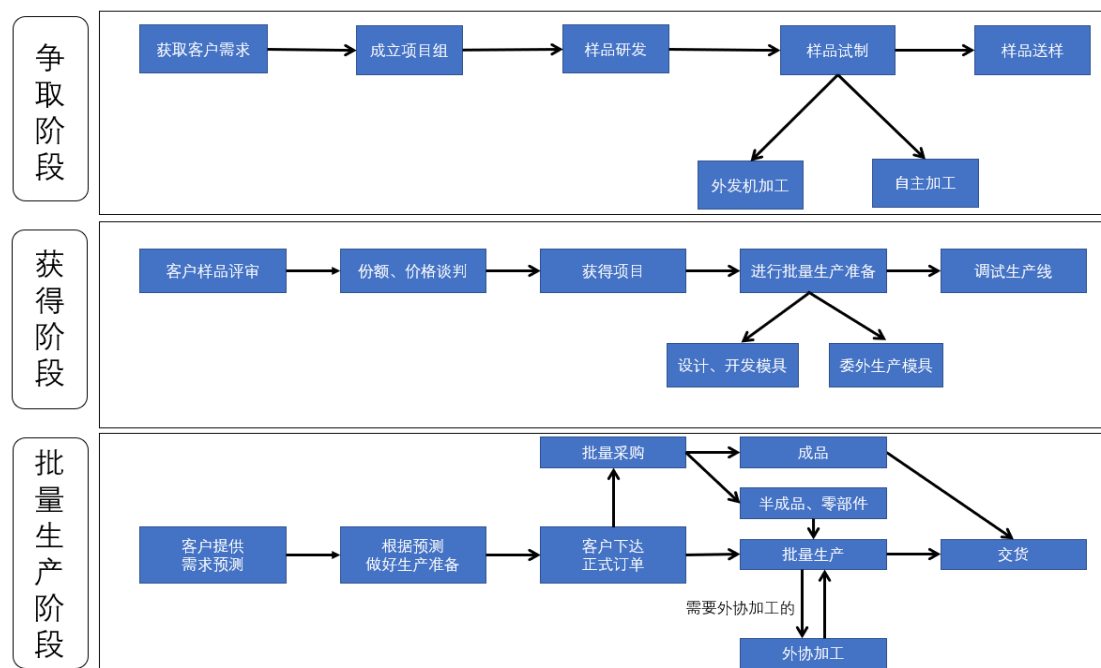 争取阶段
获取客户需求
成立项目组
样品研发
样品试制
样品送样
外发机加工
自主加工
获得阶段
客户样品评审
份额、价格谈判
获得项目
进行批量生产准备
调试生产线
设计、开发模具
委外生产模具
批量生产阶段
批量采购
成品
半成品、零部件
客户提供
需求预测
根据预测
做好生产准备
客户下达
正式订单
批量生产
交货
需要外协加工的
外协加工